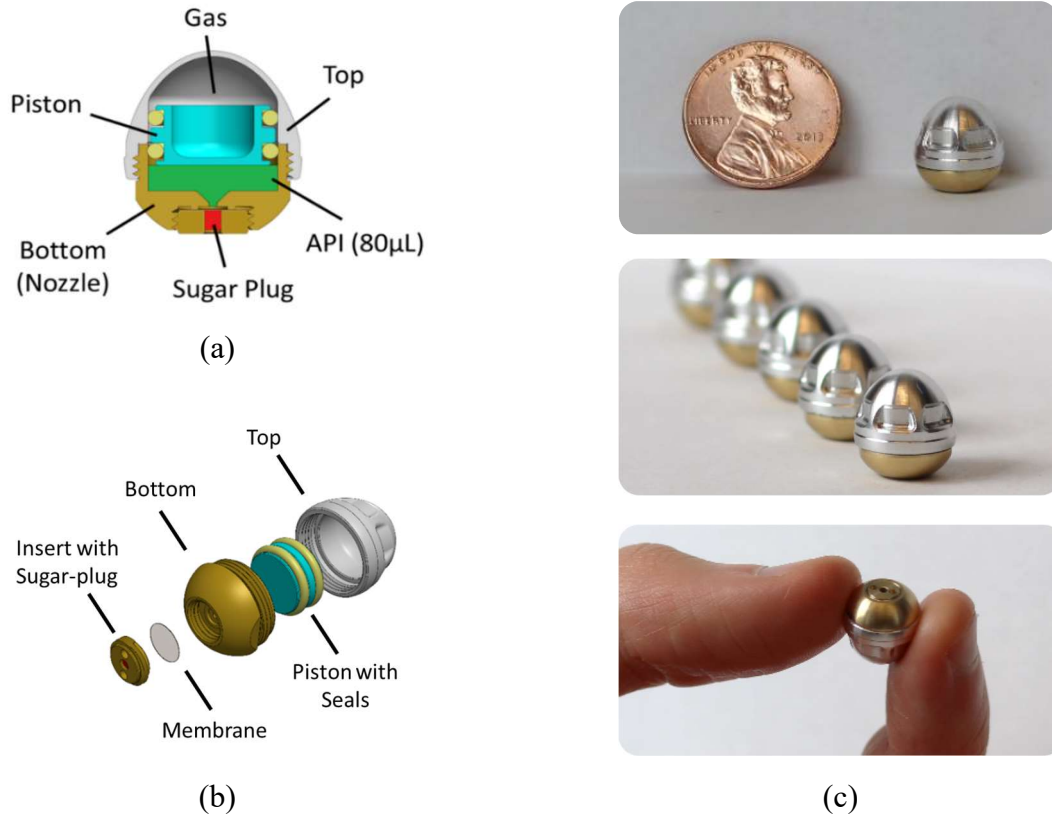 Gas
Top
Piston
Bottom
(Nozzle)
API (80µL)
Sugar Plug
(a)
Top
Bottom
Insert with
Sugar-plug
Piston with
Seals
Membrane
(b)
LIBERTY
2013
(c)